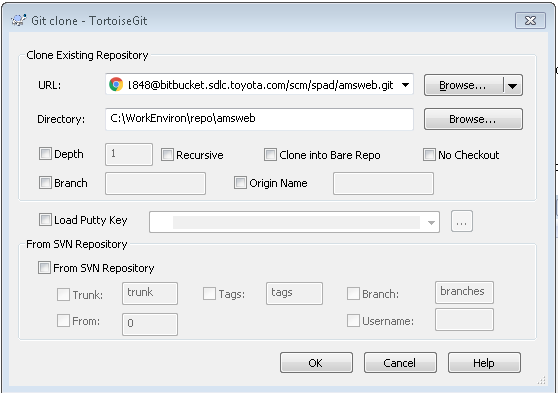 Git clone - TortoiseGit
Clone Existing Repository
URL: 1848@bitbucket.sdlc.toyota.com/scm/spad/amsweb.git Browse...
Directory: C:\WorkEnviron\repo\amsweb Browse...
Depth 1 Recursive Clone into Bare Repo No Checkout
Branch Origin Name
Load Putty Key ...
From SVN Repository
From SVN Repository
Trunk: trunk Tags: tags Branch: branches
From: 0 Username:
OK Cancel Help